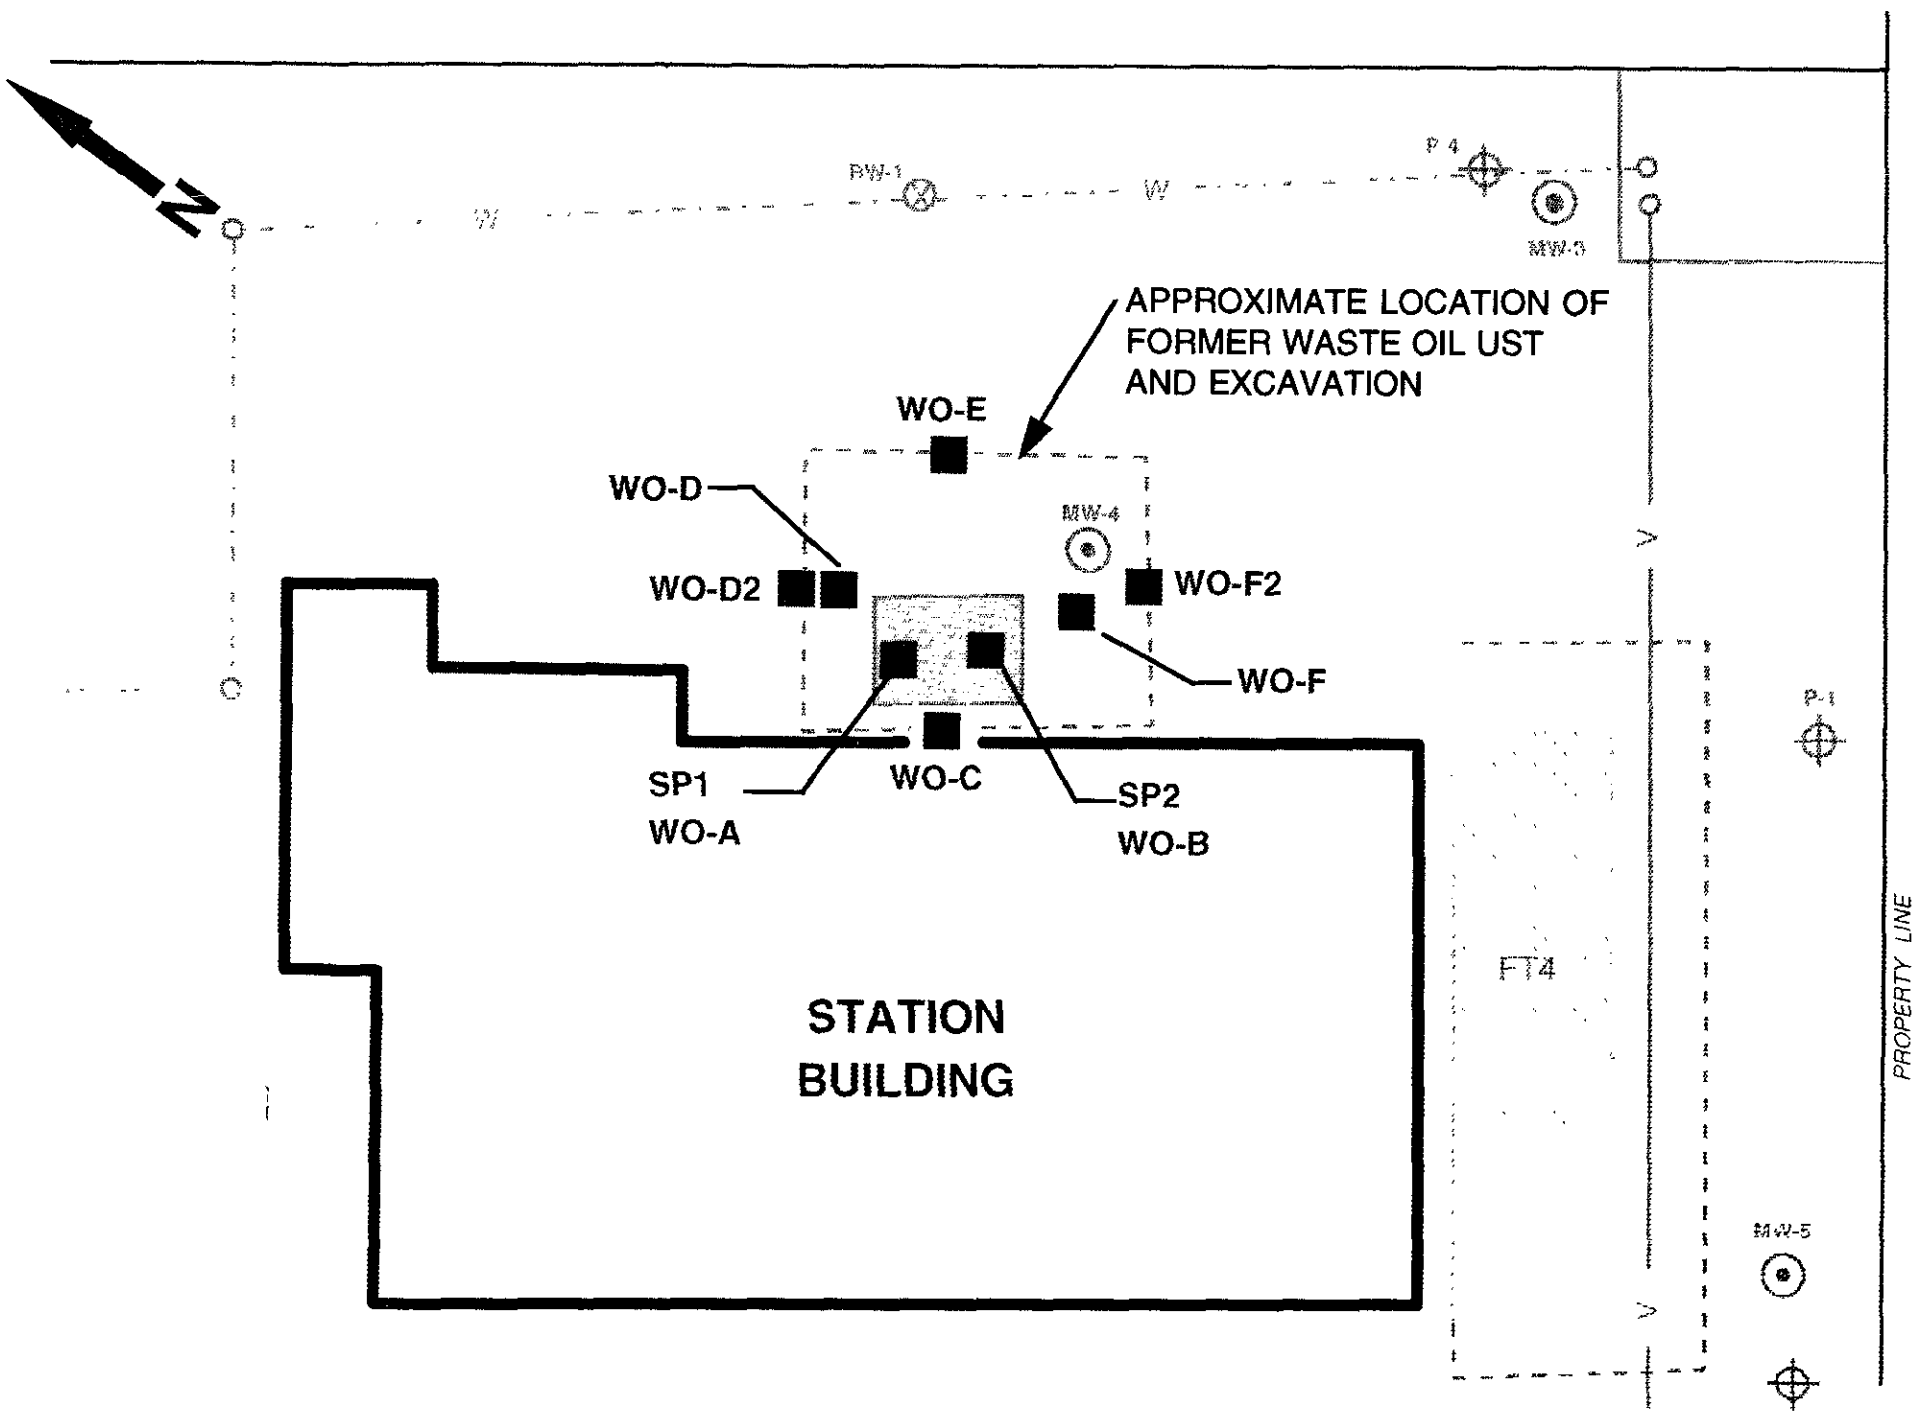 N
P 4
BW-1
W
W
MW-3
APPROXIMATE LOCATION OF
FORMER WASTE OIL UST
AND EXCAVATION
WO-E
WO-D
MW-4
V
WO-D2
WO-F2
WO-F
P-1
SP1
WO-A
WO-C
SP2
WO-B
FT4
PROPERTY LINE
STATION
BUILDING
MW-5
V